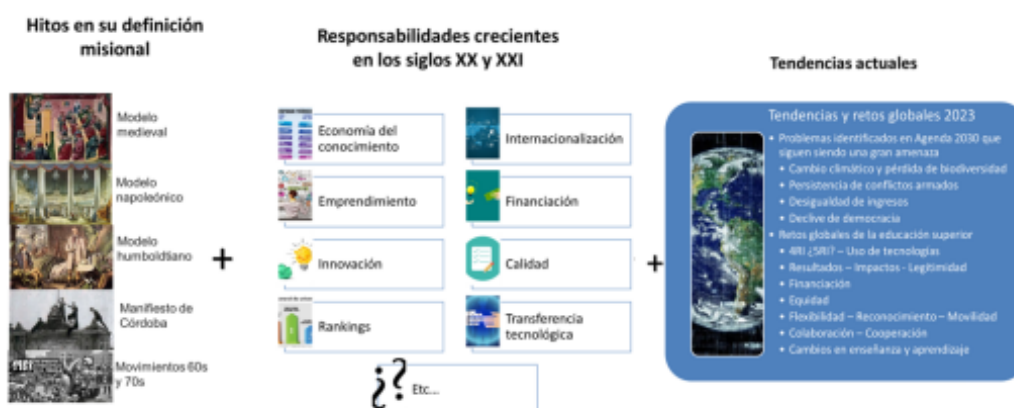 Hitos en su definición
misional
Modelo
medieval
Modelo
napoleónico
Modelo
humboldtiano
Manifiesto de
Córdoba
Movimientos 60s
y 70s
+
Responsabilidades crecientes
en los siglos XX y XXI
Economía del
conocimiento
Internacionalización
Emprendimiento
Financiación
Innovación
Calidad
Rankings
Transferencia
tecnológica
¿? Etc...
+
Tendencias actuales
Tendencias y retos globales 2023
• Problemas identificados en Agenda 2030 que
siguen siendo una gran amenaza
• Cambio climático y pérdida de biodiversidad
• Persistencia de conflictos armados
• Desigualdad de ingresos
• Declive de democracia
• Retos globales de la educación superior
• 4RI ¿5RI? – Uso de tecnologías
• Resultados – Impactos - Legitimidad
• Financiación
• Equidad
• Flexibilidad – Reconocimiento – Movilidad
• Colaboración – Cooperación
• Cambios en enseñanza y aprendizaje